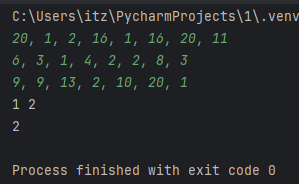 C:\Users\itz\PycharmProjects\1\.venv
20, 1, 2, 16, 1, 16, 20, 11
6, 3, 1, 4, 2, 2, 8, 3
9, 9, 13, 2, 10, 20, 1
1 2
2
Process finished with exit code 0